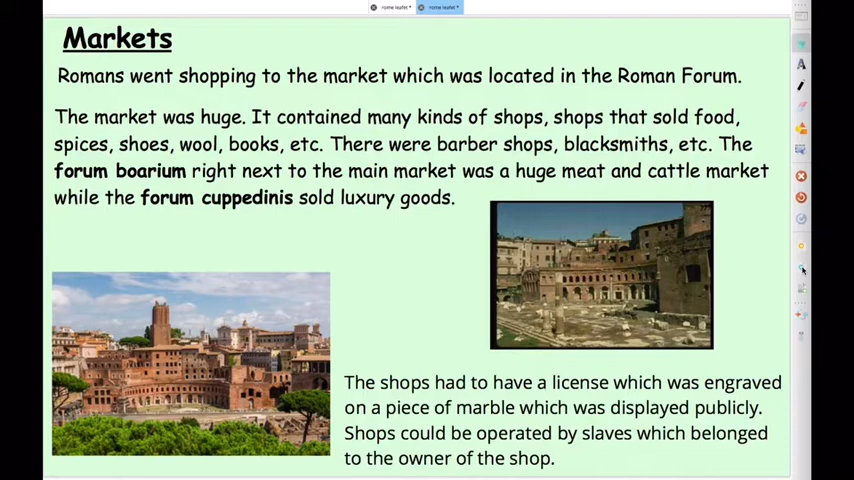 rome leaflet * rome leaflet *
Markets
Romans went shopping to the market which was located in the Roman Forum.
The market was huge. It contained many kinds of shops, shops that sold food,
spices, shoes, wool, books, etc. There were barber shops, blacksmiths, etc. The
forum boarium right next to the main market was a huge meat and cattle market
while the forum cuppedinis sold luxury goods.
The shops had to have a license which was engraved
on a piece of marble which was displayed publicly.
Shops could be operated by slaves which belonged
to the owner of the shop.